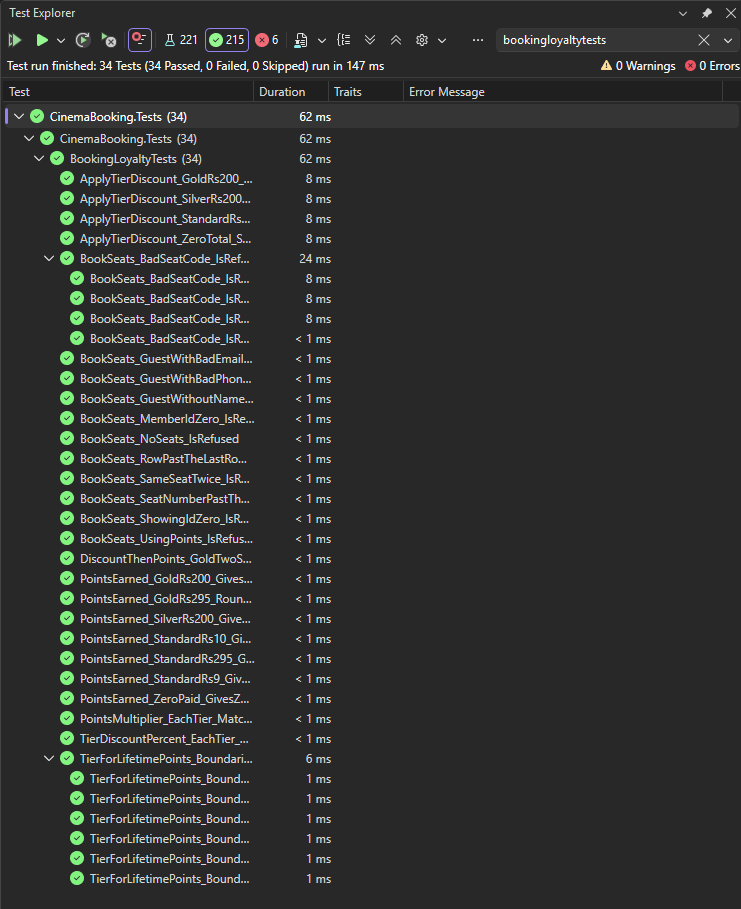 Test Explorer
221 215 6 bookingloyaltytests
Test run finished: 34 Tests (34 Passed, 0 Failed, 0 Skipped) run in 147 ms 0 Warnings 0 Errors
Test Duration Traits Error Message
CinemaBooking.Tests (34) 62 ms
CinemaBooking.Tests (34) 62 ms
BookingLoyaltyTests (34) 62 ms
ApplyTierDiscount_GoldRs200_... 8 ms
ApplyTierDiscount_SilverRs200... 8 ms
ApplyTierDiscount_StandardRs... 8 ms
ApplyTierDiscount_ZeroTotal_S... 8 ms
BookSeats_BadSeatCode_IsRef... 24 ms
BookSeats_BadSeatCode_IsR... 8 ms
BookSeats_BadSeatCode_IsR... 8 ms
BookSeats_BadSeatCode_IsR... 8 ms
BookSeats_BadSeatCode_IsR... < 1 ms
BookSeats_GuestWithBadEmail... < 1 ms
BookSeats_GuestWithBadPhon... < 1 ms
BookSeats_GuestWithoutName... < 1 ms
BookSeats_MemberIdZero_IsRe... < 1 ms
BookSeats_NoSeats_IsRefused < 1 ms
BookSeats_RowPastTheLastRo... < 1 ms
BookSeats_SameSeatTwice_IsR... < 1 ms
BookSeats_SeatNumberPastTh... < 1 ms
BookSeats_ShowingIdZero_IsR... < 1 ms
BookSeats_UsingPoints_IsRefus... < 1 ms
DiscountThenPoints_GoldTwoS... < 1 ms
PointsEarned_GoldRs200_Gives... < 1 ms
PointsEarned_GoldRs295_Roun... < 1 ms
PointsEarned_SilverRs200_Give... < 1 ms
PointsEarned_StandardRs10_Gi... < 1 ms
PointsEarned_StandardRs295_G... < 1 ms
PointsEarned_StandardRs9_Giv... < 1 ms
PointsEarned_ZeroPaid_GivesZ... < 1 ms
PointsMultiplier_EachTier_Matc... < 1 ms
TierDiscountPercent_EachTier_... < 1 ms
TierForLifetimePoints_Boundari... 6 ms
TierForLifetimePoints_Bound... 1 ms
TierForLifetimePoints_Bound... 1 ms
TierForLifetimePoints_Bound... 1 ms
TierForLifetimePoints_Bound... 1 ms
TierForLifetimePoints_Bound... 1 ms
TierForLifetimePoints_Bound... 1 ms